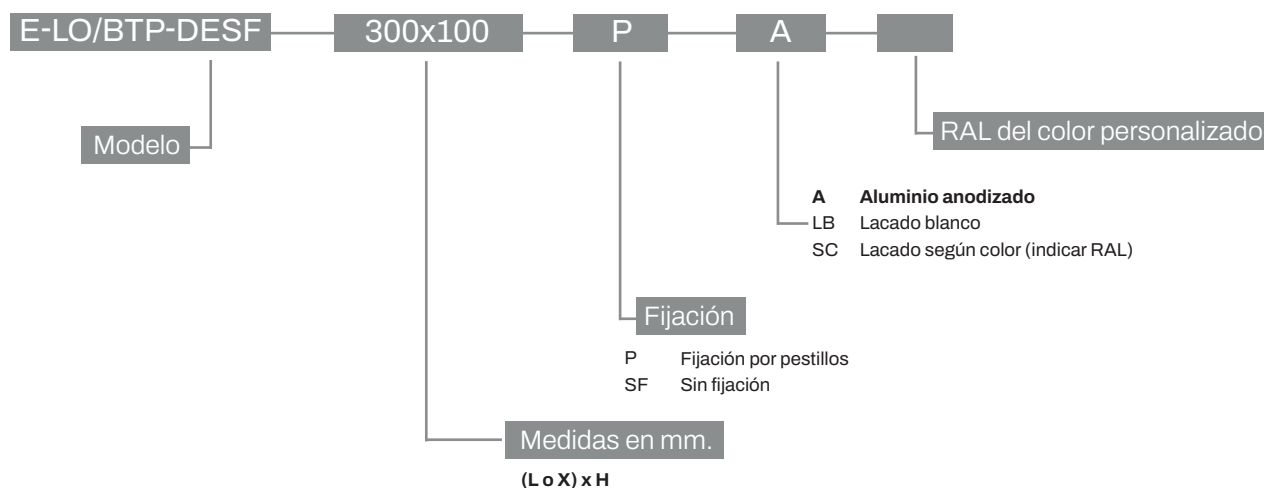 E-LO/BTP-DESF 300x100 P A
Modelo
RAL del color personalizado
A Aluminio anodizado
LB Lacado blanco
SC Lacado según color (indicar RAL)
Fijación
P Fijación por pestillos
SF Sin fijación
Medidas en mm.
(L o X) x H